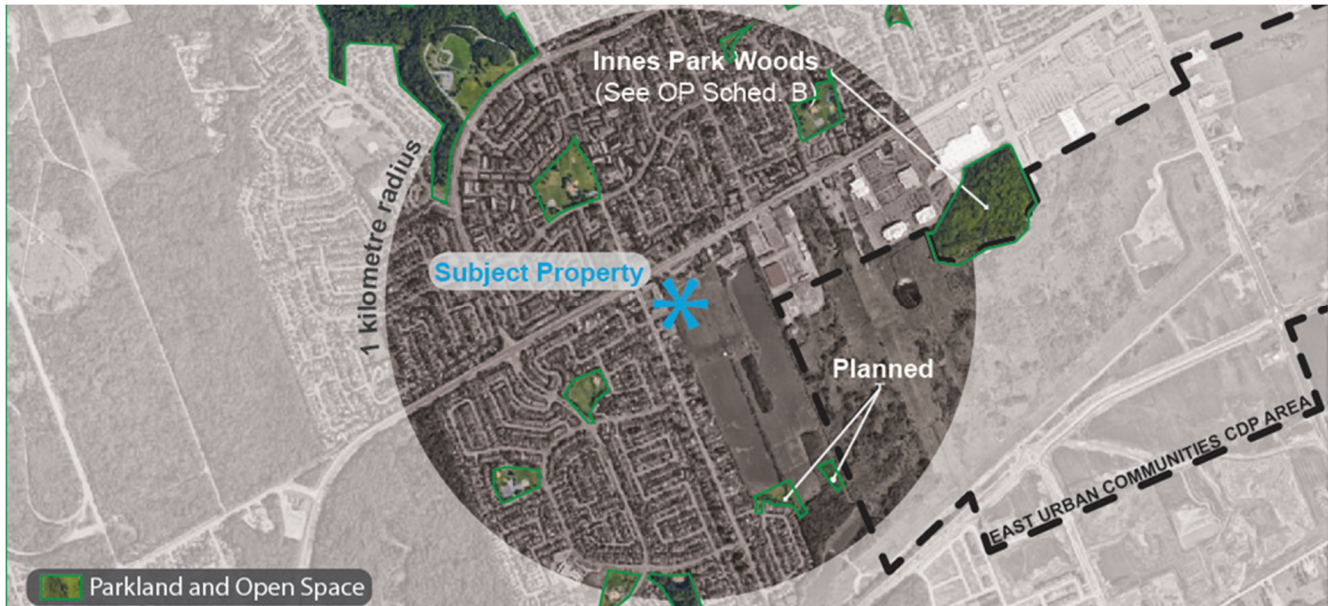 Innes Park Woods
(See OP Sched. B)
1 kilometre radius
Subject Property
Planned
EAST URBAN COMMUNITIES CDP AREA
Parkland and Open Space